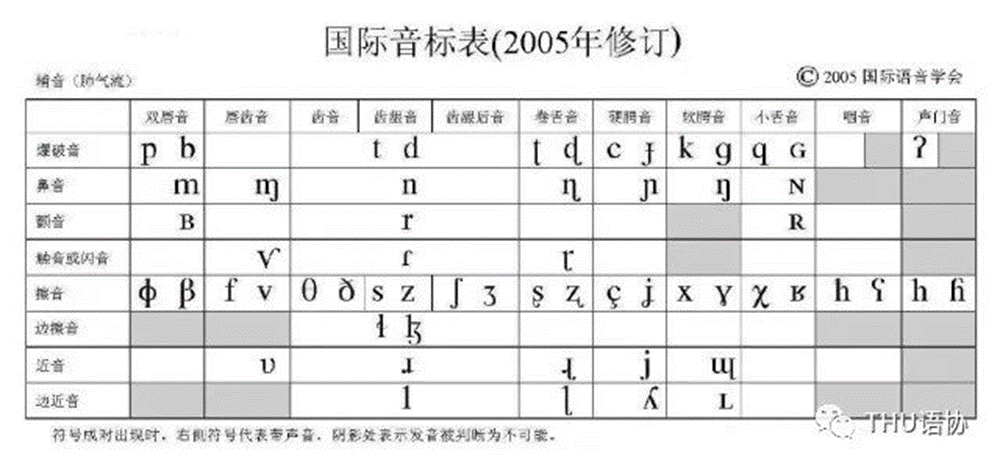 国际音标表(2005年修订)
辅音（肺气流） © 2005 国际语音学会
双唇音 唇齿音 齿音 齿龈音 齿龈后音 卷舌音 硬腭音 软腭音 小舌音 咽音 声门音
爆破音 p b t d ʈ ɖ c ɟ k ɡ q ɢ ʔ
鼻音 m ɱ n ɳ ɲ ŋ ɴ
颤音 ʙ r ʀ
触音或闪音 ⱱ ɾ ɽ
擦音 ɸ β f v θ ð s z ʃ ʒ ʂ ʐ ç ʝ x ɣ χ ʁ ħ ʕ h ɦ
边擦音 ɬ ɮ
近音 ʋ ɹ ɻ j ɰ
边近音 l ɭ ʎ ʟ
符号成对出现时，右侧符号代表带声音，阴影处表示发音被判断为不可能。
THU语协